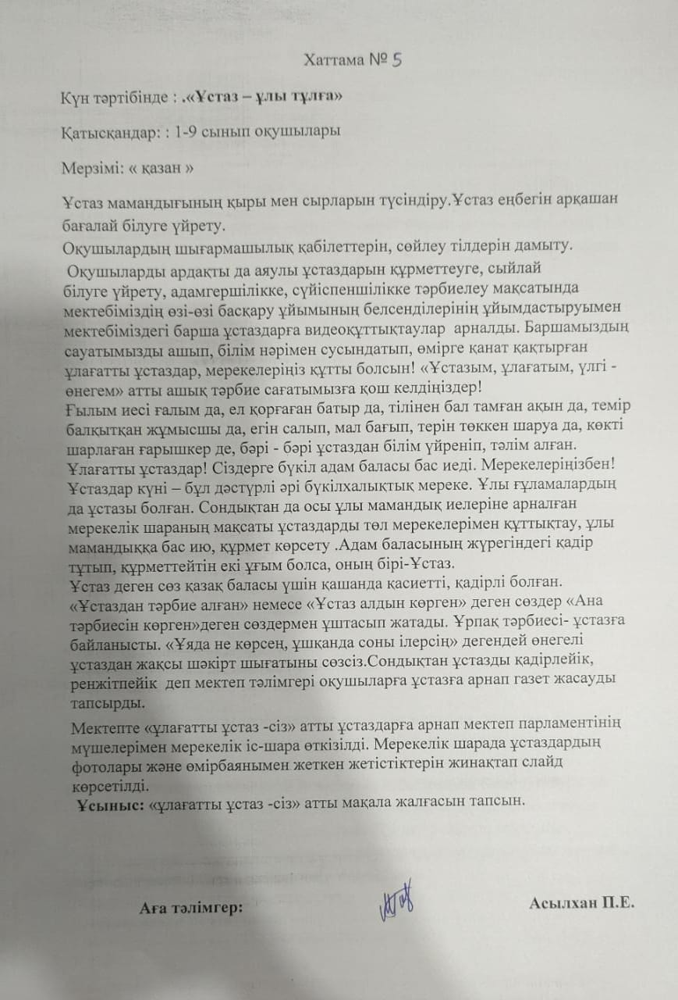 Хаттама № 5
Күн тәртібінде : .«Ұстаз – ұлы тұлға»
Қатысқандар: : 1-9 сынып оқушылары
Мерзімі: « қазан »
Ұстаз мамандығының қыры мен сырларын түсіндіру.Ұстаз еңбегін арқашан
бағалай білуге үйрету.
Оқушылардың шығармашылық қабілеттерін, сөйлеу тілдерін дамыту.
Оқушыларды ардақты да аяулы ұстаздарын құрметтеуге, сыйлай
білуге үйрету, адамгершілікке, сүйіспеншілікке тәрбиелеу мақсатында
мектебіміздің өзі-өзі басқару ұйымының белсенділерінің ұйымдастыруымен
мектебіміздегі барша ұстаздарға видеоқұттықтаулар арналды. Баршамыздың
сауатымызды ашып, білім нәрімен сусындатып, өмірге қанат қақтырған
ұлағатты ұстаздар, мерекелеріңіз құтты болсын! «Ұстазым, ұлағатым, үлгі -
өнегем» атты ашық тәрбие сағатымызға қош келдіңіздер!
Ғылым иесі ғалым да, ел қорғаған батыр да, тілінен бал тамған ақын да, темір
балқытқан жұмысшы да, егін салып, мал бағып, терін төккен шаруа да, көкті
шарлаған ғарышкер де, бәрі - бәрі ұстаздан білім үйреніп, тәлім алған.
Ұлағатты ұстаздар! Сіздерге бүкіл адам баласы бас иеді. Мерекелеріңізбен!
Ұстаздар күні – бұл дәстүрлі әрі бүкілхалықтық мереке. Ұлы ғұламалардың
да ұстазы болған. Сондықтан да осы ұлы мамандық иелеріне арналған
мерекелік шараның мақсаты ұстаздарды төл мерекелерімен құттықтау, ұлы
мамандыққа бас ию, құрмет көрсету .Адам баласының жүрегіндегі қадір
тұтып, құрметтейтін екі ұғым болса, оның бірі-Ұстаз.
Ұстаз деген сөз қазақ баласы үшін қашанда қасиетті, қадірлі болған.
«Ұстаздан тәрбие алған» немесе «Ұстаз алдын көрген» деген сөздер «Ана
тәрбиесін көрген»деген сөздермен ұштасып жатады. Ұрпақ тәрбиесі- ұстазға
байланысты. «Ұяда не көрсең, ұшқанда соны ілерсің» дегендей өнегелі
ұстаздан жақсы шәкірт шығатыны сөзсіз.Сондықтан ұстазды қадірлейік,
ренжітпейік деп мектеп тәлімгері оқушыларға ұстазға арнап газет жасауды
тапсырды.
Мектепте «ұлағатты ұстаз -сіз» атты ұстаздарға арнап мектеп парламентінің
мүшелерімен мерекелік іс-шара өткізілді. Мерекелік шарада ұстаздардың
фотолары және өмірбаянымен жеткен жетістіктерін жинақтап слайд
көрсетілді.
Ұсыныс: «ұлағатты ұстаз -сіз» атты мақала жалғасын тапсын.
Аға тәлімгер: Асылхан П.Е.